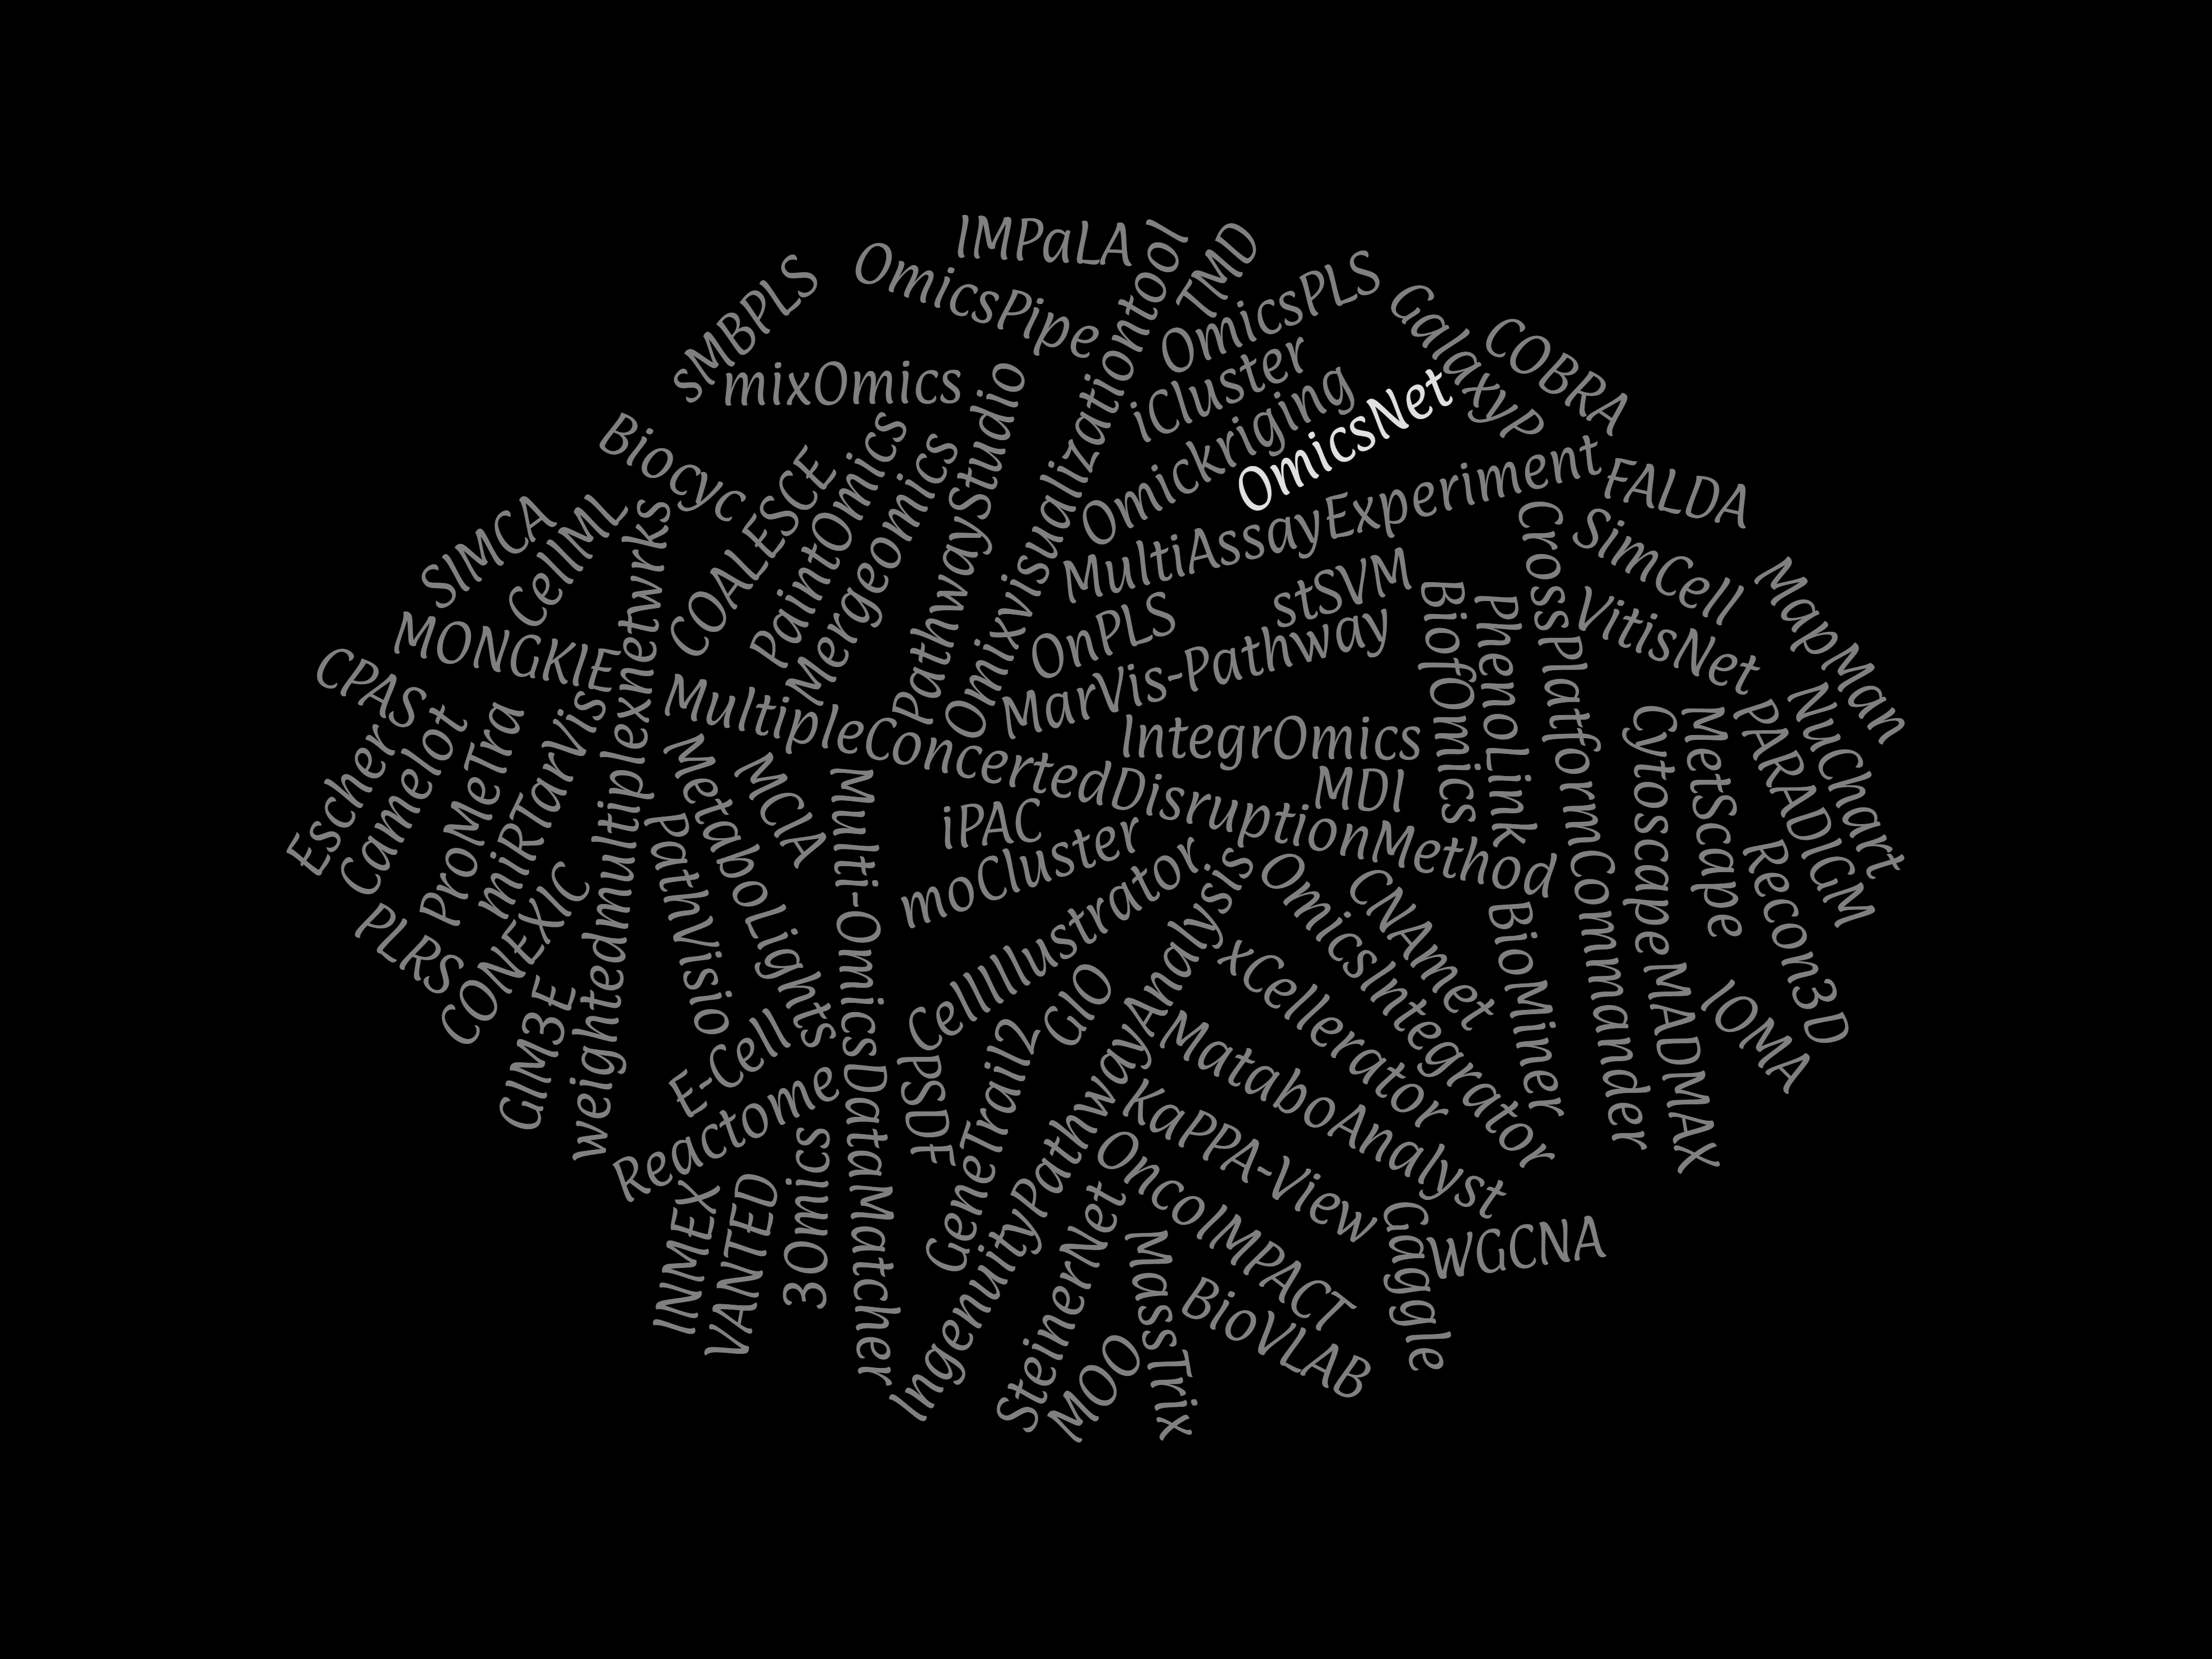 IMPaLA
OmicsPipe
sMBPLS
mixOmics
OmixVisualizationtool
TMD
OmicsPLS
iCluster
Omickriging
OmicsNet
GalaxyP
COBRA
MultiAssayExperiment
FALDA
SimCell
VitisNet
MapMan
NuChart
PARADIGM
Recon3D
IOMA
MetScape
Cytoscape
MADMAX
CrossPlatformCommander
PhenoLink
BiofOmics
Biocyc
SIMCA
CellML
MONGKIE
COALESCE
PaintOmics
Mergeomics
PathwayStudio
OnPLS
stSVM
MarVis-Pathway
IntegrOmics
MDI
MultipleConcertedDisruptionMethod
iPAC
moCluster
CPAS
Escher
Camelot
PLRS
ProMeTra
miRTarVis
CONEXIC
GIM3E
weightedmultiplexnetwrks
MetaboLights
MCIA
PathVisio
Multi-OmicsDataMatcher
E-Cell
Reactome
INMEX
VANTED
3Omics
CellIllustrator
PSDF
GeneTrail2
GIO
IngenuityPathwayAnalysis
OmicsIntegrator
CNAmet
BioMiner
xCellerator
MataboAnalyst
KaPPA-View
OncoIMPACT
SteinerNet
MOO
MassTrix
BioVLAB
Gaggle
WGCNA